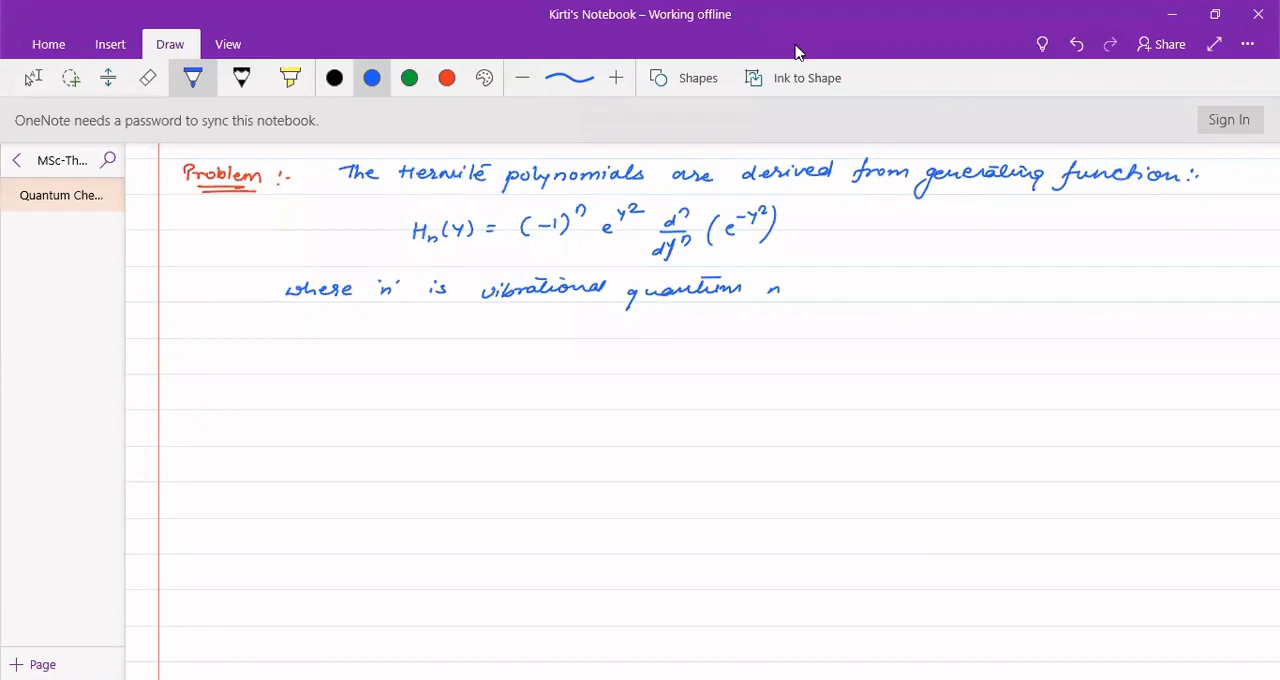 Kirti's Notebook – Working offline
Home Insert Draw View Share
Shapes Ink to Shape
OneNote needs a password to sync this notebook. Sign In
MSc-Th...
Quantum Che...
Problem :- The Hermite polynomials are derived from generating function:-
Hn(y) = (-1)^n e^y² d^n/dy^n (e^-y²)
where 'n' is vibrational quantum n
+ Page